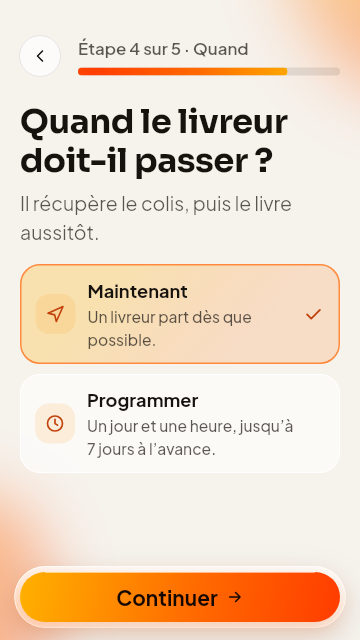 Étape 4 sur 5 · Quand
Quand le livreur
doit-il passer ?
Il récupère le colis, puis le livre
aussitôt.
Maintenant
Un livreur part dès que
possible.
Programmer
Un jour et une heure, jusqu’à
7 jours à l’avance.
Continuer →